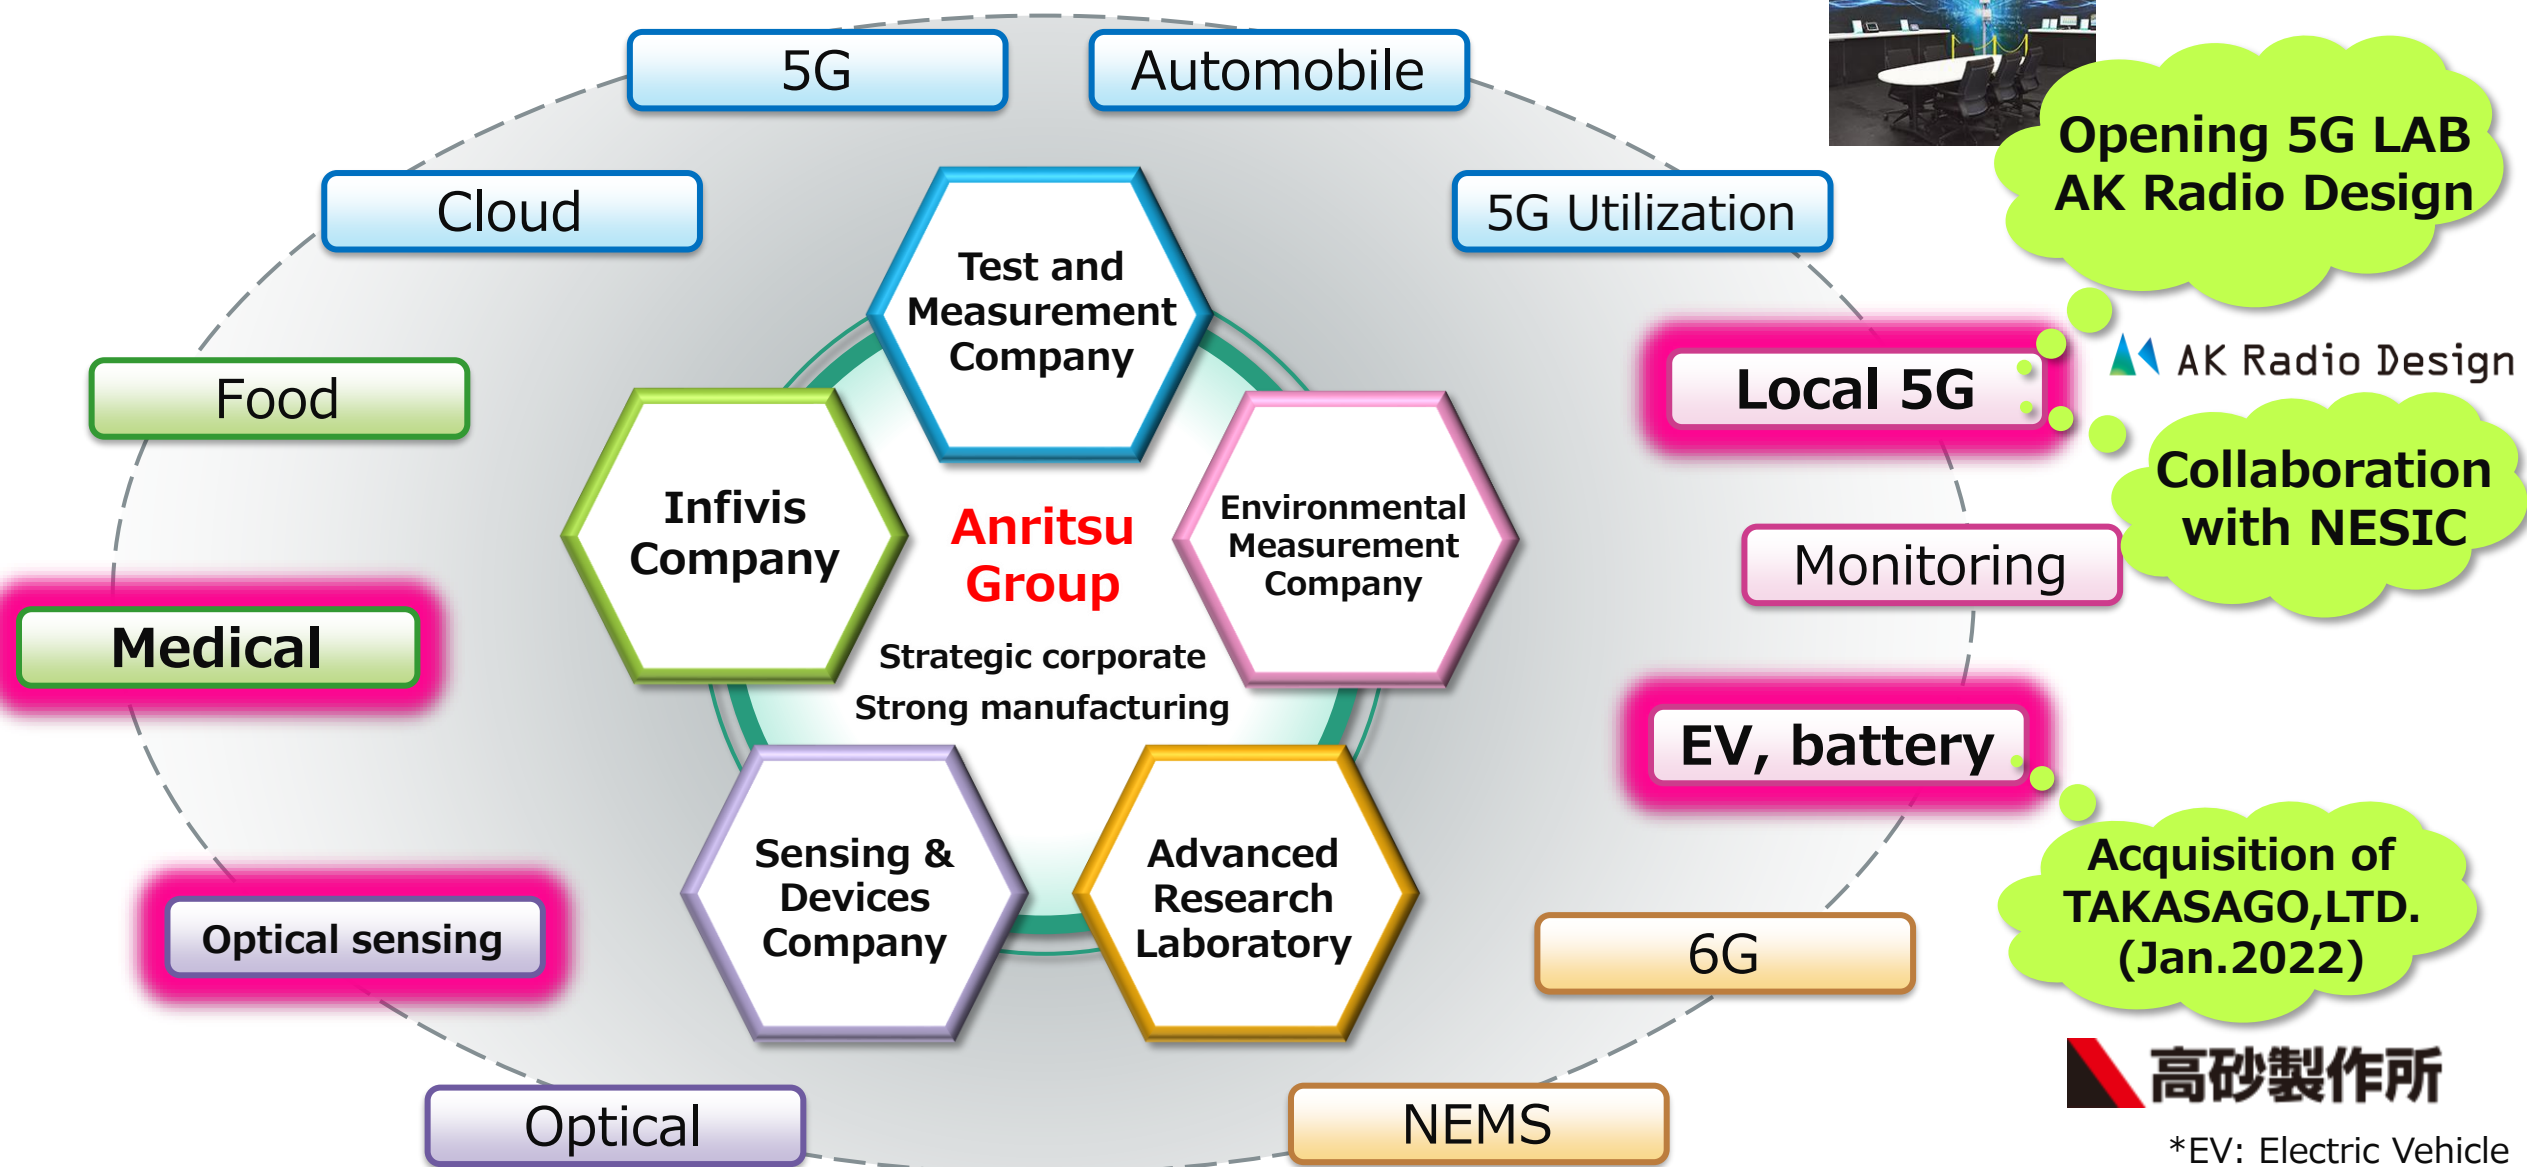 5G
Automobile
Cloud
5G Utilization
Opening 5G LAB
AK Radio Design
Test and
Measurement
Company
AK Radio Design
Food
Local 5G
Collaboration
with NESIC
Infivis
Company
Anritsu
Group
Strategic corporate
Strong manufacturing
Environmental
Measurement
Company
Monitoring
Medical
EV, battery
Sensing &
Devices
Company
Advanced
Research
Laboratory
Acquisition of
TAKASAGO,LTD.
(Jan.2022)
Optical sensing
6G
高砂製作所
Optical
NEMS
*EV: Electric Vehicle